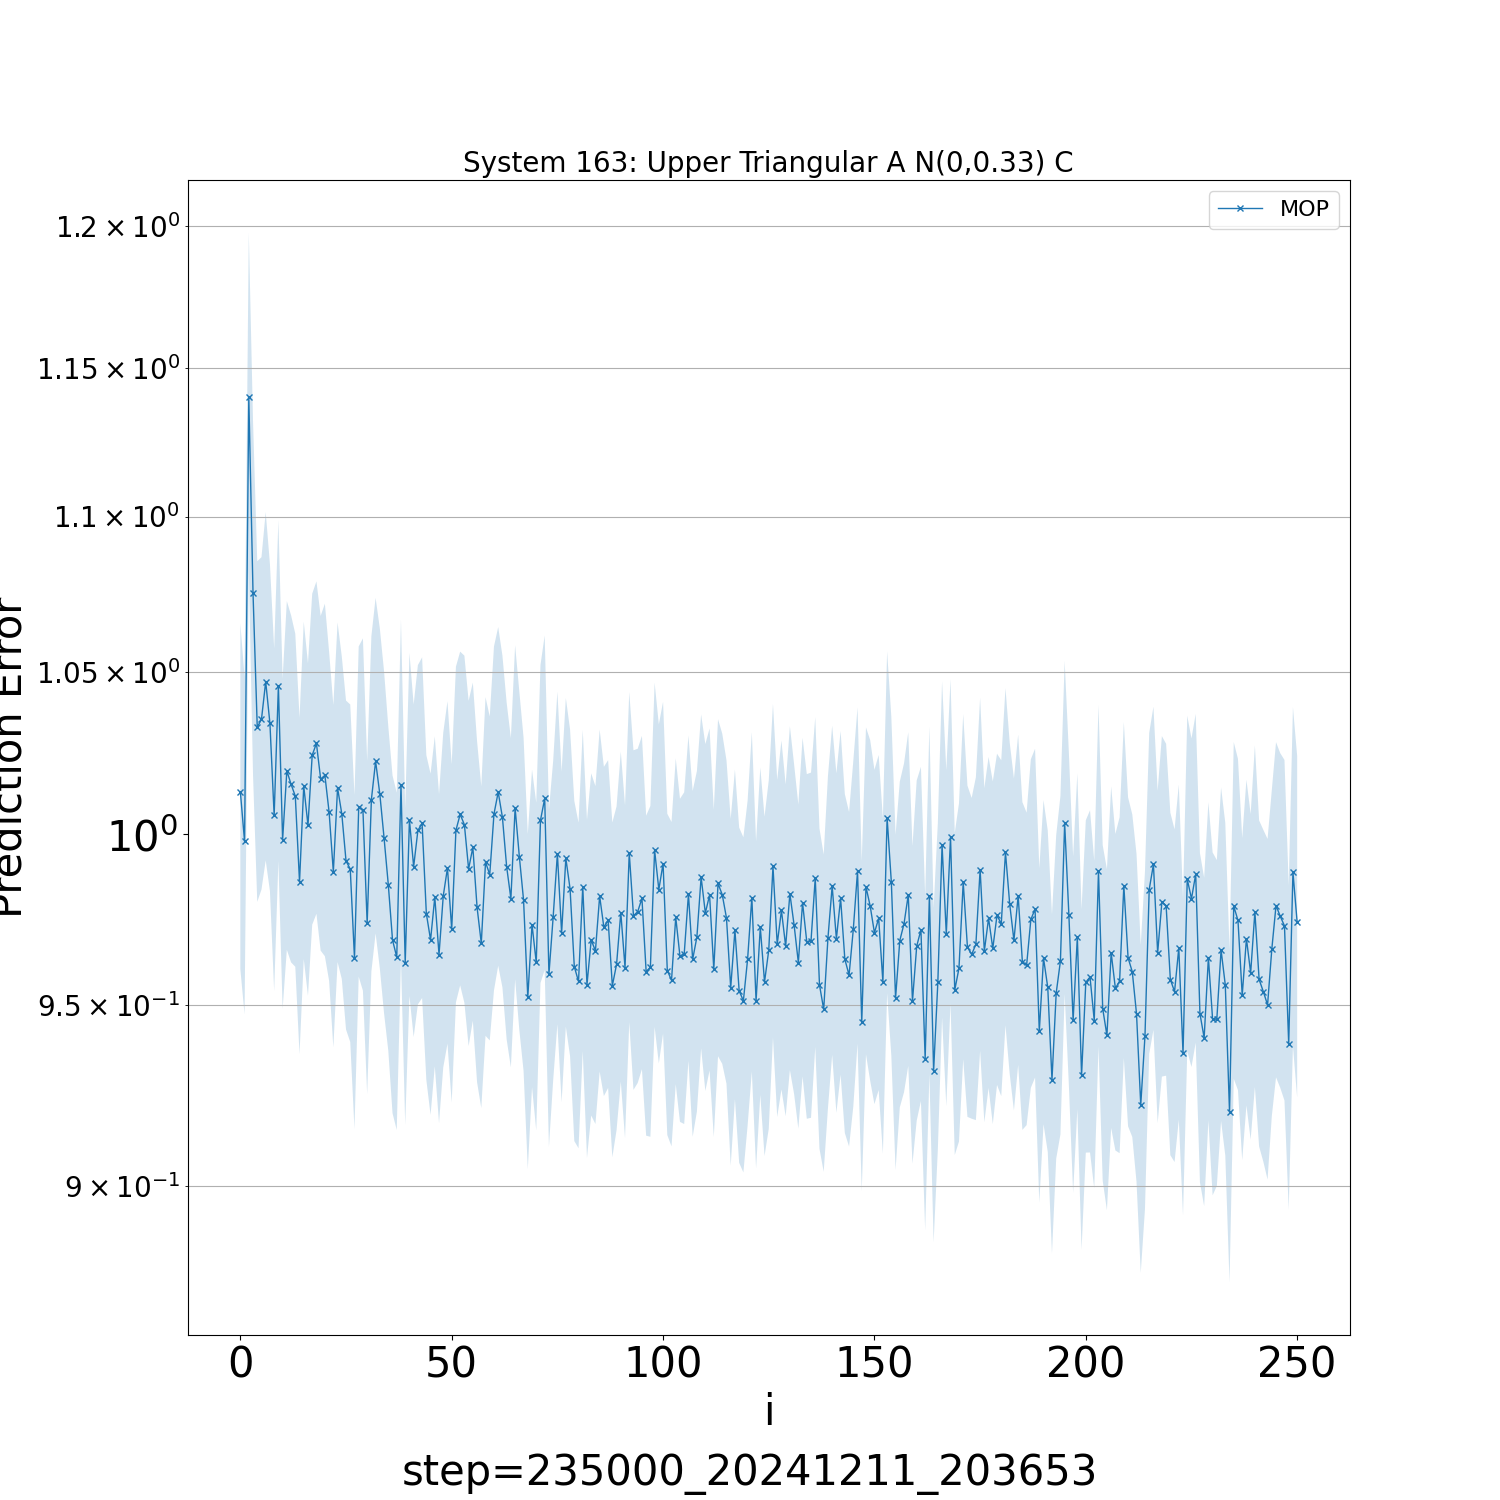 System 163: Upper Triangular A N(0,0.33) C
MOP
1.2 × 10⁰
1.15 × 10⁰
1.1 × 10⁰
1.05 × 10⁰
10⁰
9.5 × 10⁻¹
9 × 10⁻¹
Prediction Error
0 50 100 150 200 250
i
step=235000_20241211_203653